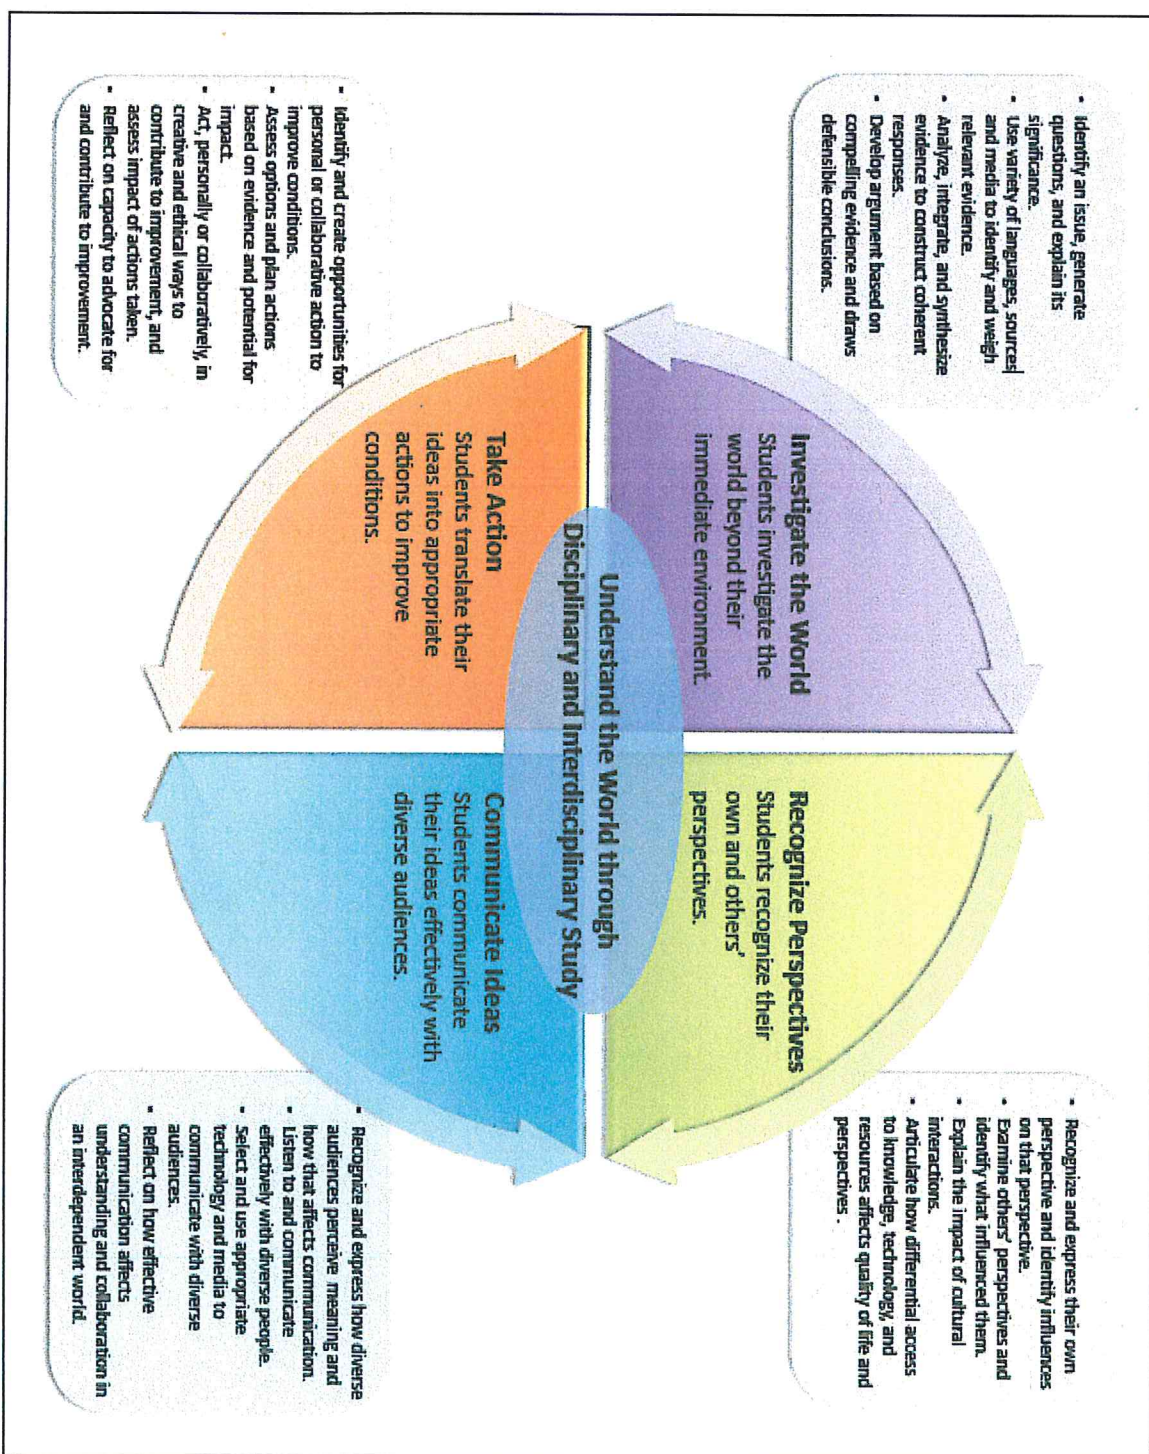 • Identify an issue, generate
questions, and explain its
significance.
• Use variety of languages, sources
and media to identify and weigh
relevant evidence.
• Analyze, integrate, and synthesize
evidence to construct coherent
responses.
• Develop argument based on
compelling evidence and draws
defensible conclusions.
• Recognize and express their own
perspective and identify influences
on that perspective.
• Examine others' perspectives and
identify what influenced them.
• Explain the impact of cultural
interactions.
• Articulate how differential access
to knowledge, technology, and
resources affects quality of life and
perspectives .
Investigate the World
Students investigate the
world beyond their
immediate environment.
Recognize Perspectives
Students recognize their
own and others'
perspectives.
Understand the World through
Disciplinary and Interdisciplinary Study
Take Action
Students translate their
ideas into appropriate
actions to improve
conditions.
Communicate Ideas
Students communicate
their ideas effectively with
diverse audiences.
• Identify and create opportunities for
personal or collaborative action to
improve conditions.
• Assess options and plan actions
based on evidence and potential for
impact.
• Act, personally or collaboratively, in
creative and ethical ways to
contribute to improvement, and
assess impact of actions taken.
• Reflect on capacity to advocate for
and contribute to improvement.
• Recognize and express how diverse
audiences perceive meaning and
how that affects communication.
• Listen to and communicate
effectively with diverse people.
• Select and use appropriate
technology and media to
communicate with diverse
audiences.
• Reflect on how effective
communication affects
understanding and collaboration in
an interdependent world.